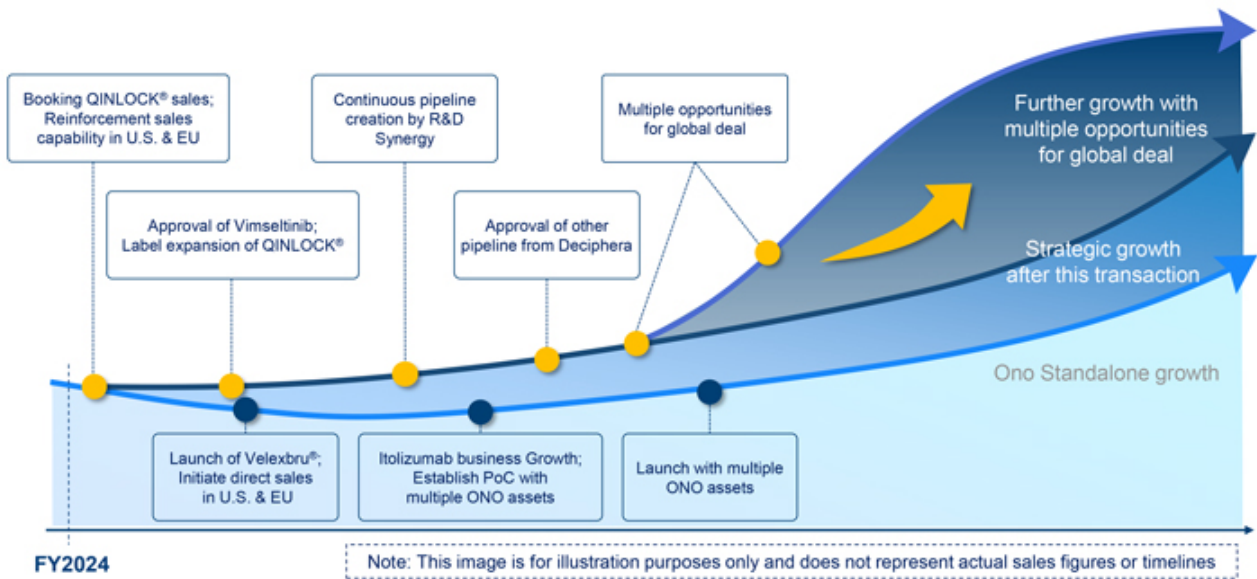 Booking QINLOCK® sales;
Reinforcement sales
capability in U.S. & EU
Continuous pipeline
creation by R&D
Synergy
Multiple opportunities
for global deal
Further growth with
multiple opportunities
for global deal
Approval of Vimseltinib;
Label expansion of QINLOCK®
Approval of other
pipeline from Deciphera
Strategic growth
after this transaction
Ono Standalone growth
Launch of Velexbru®;
Initiate direct sales
in U.S. & EU
Itolizumab business Growth;
Establish PoC with
multiple ONO assets
Launch with multiple
ONO assets
FY2024
Note: This image is for illustration purposes only and does not represent actual sales figures or timelines